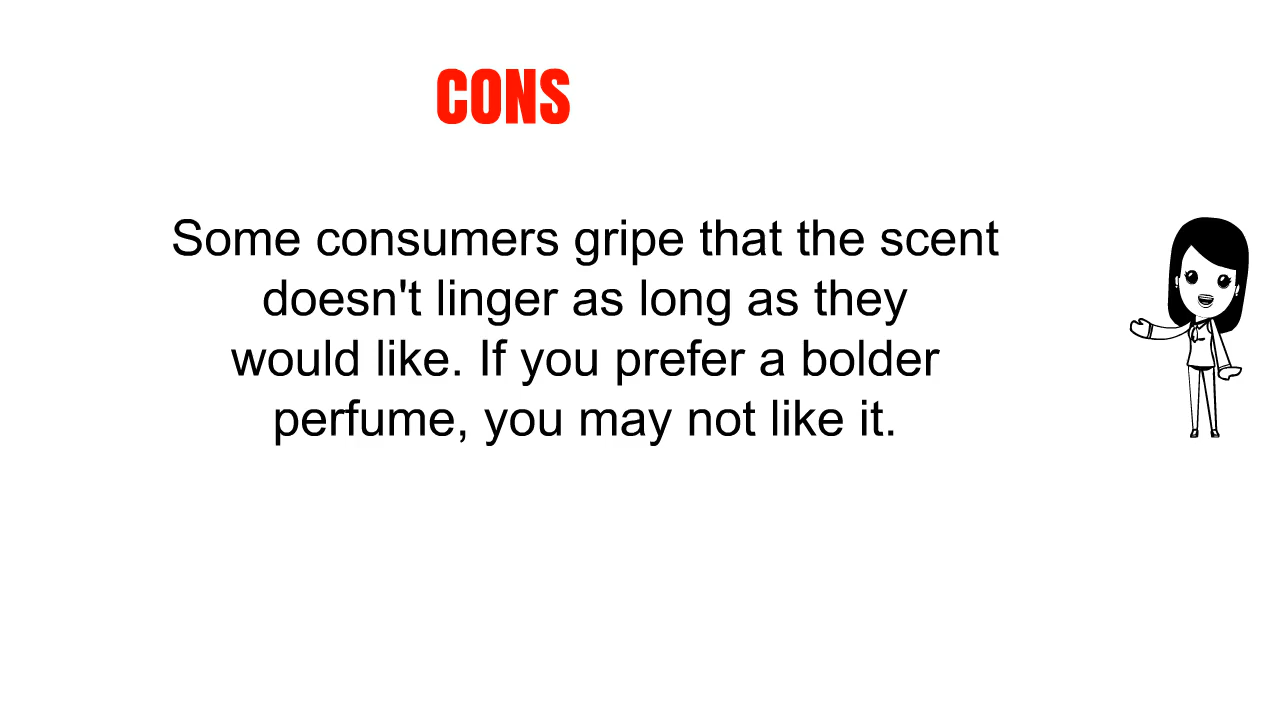 CONS
Some consumers gripe that the scent
doesn't linger as long as they
would like. If you prefer a bolder
perfume, you may not like it.